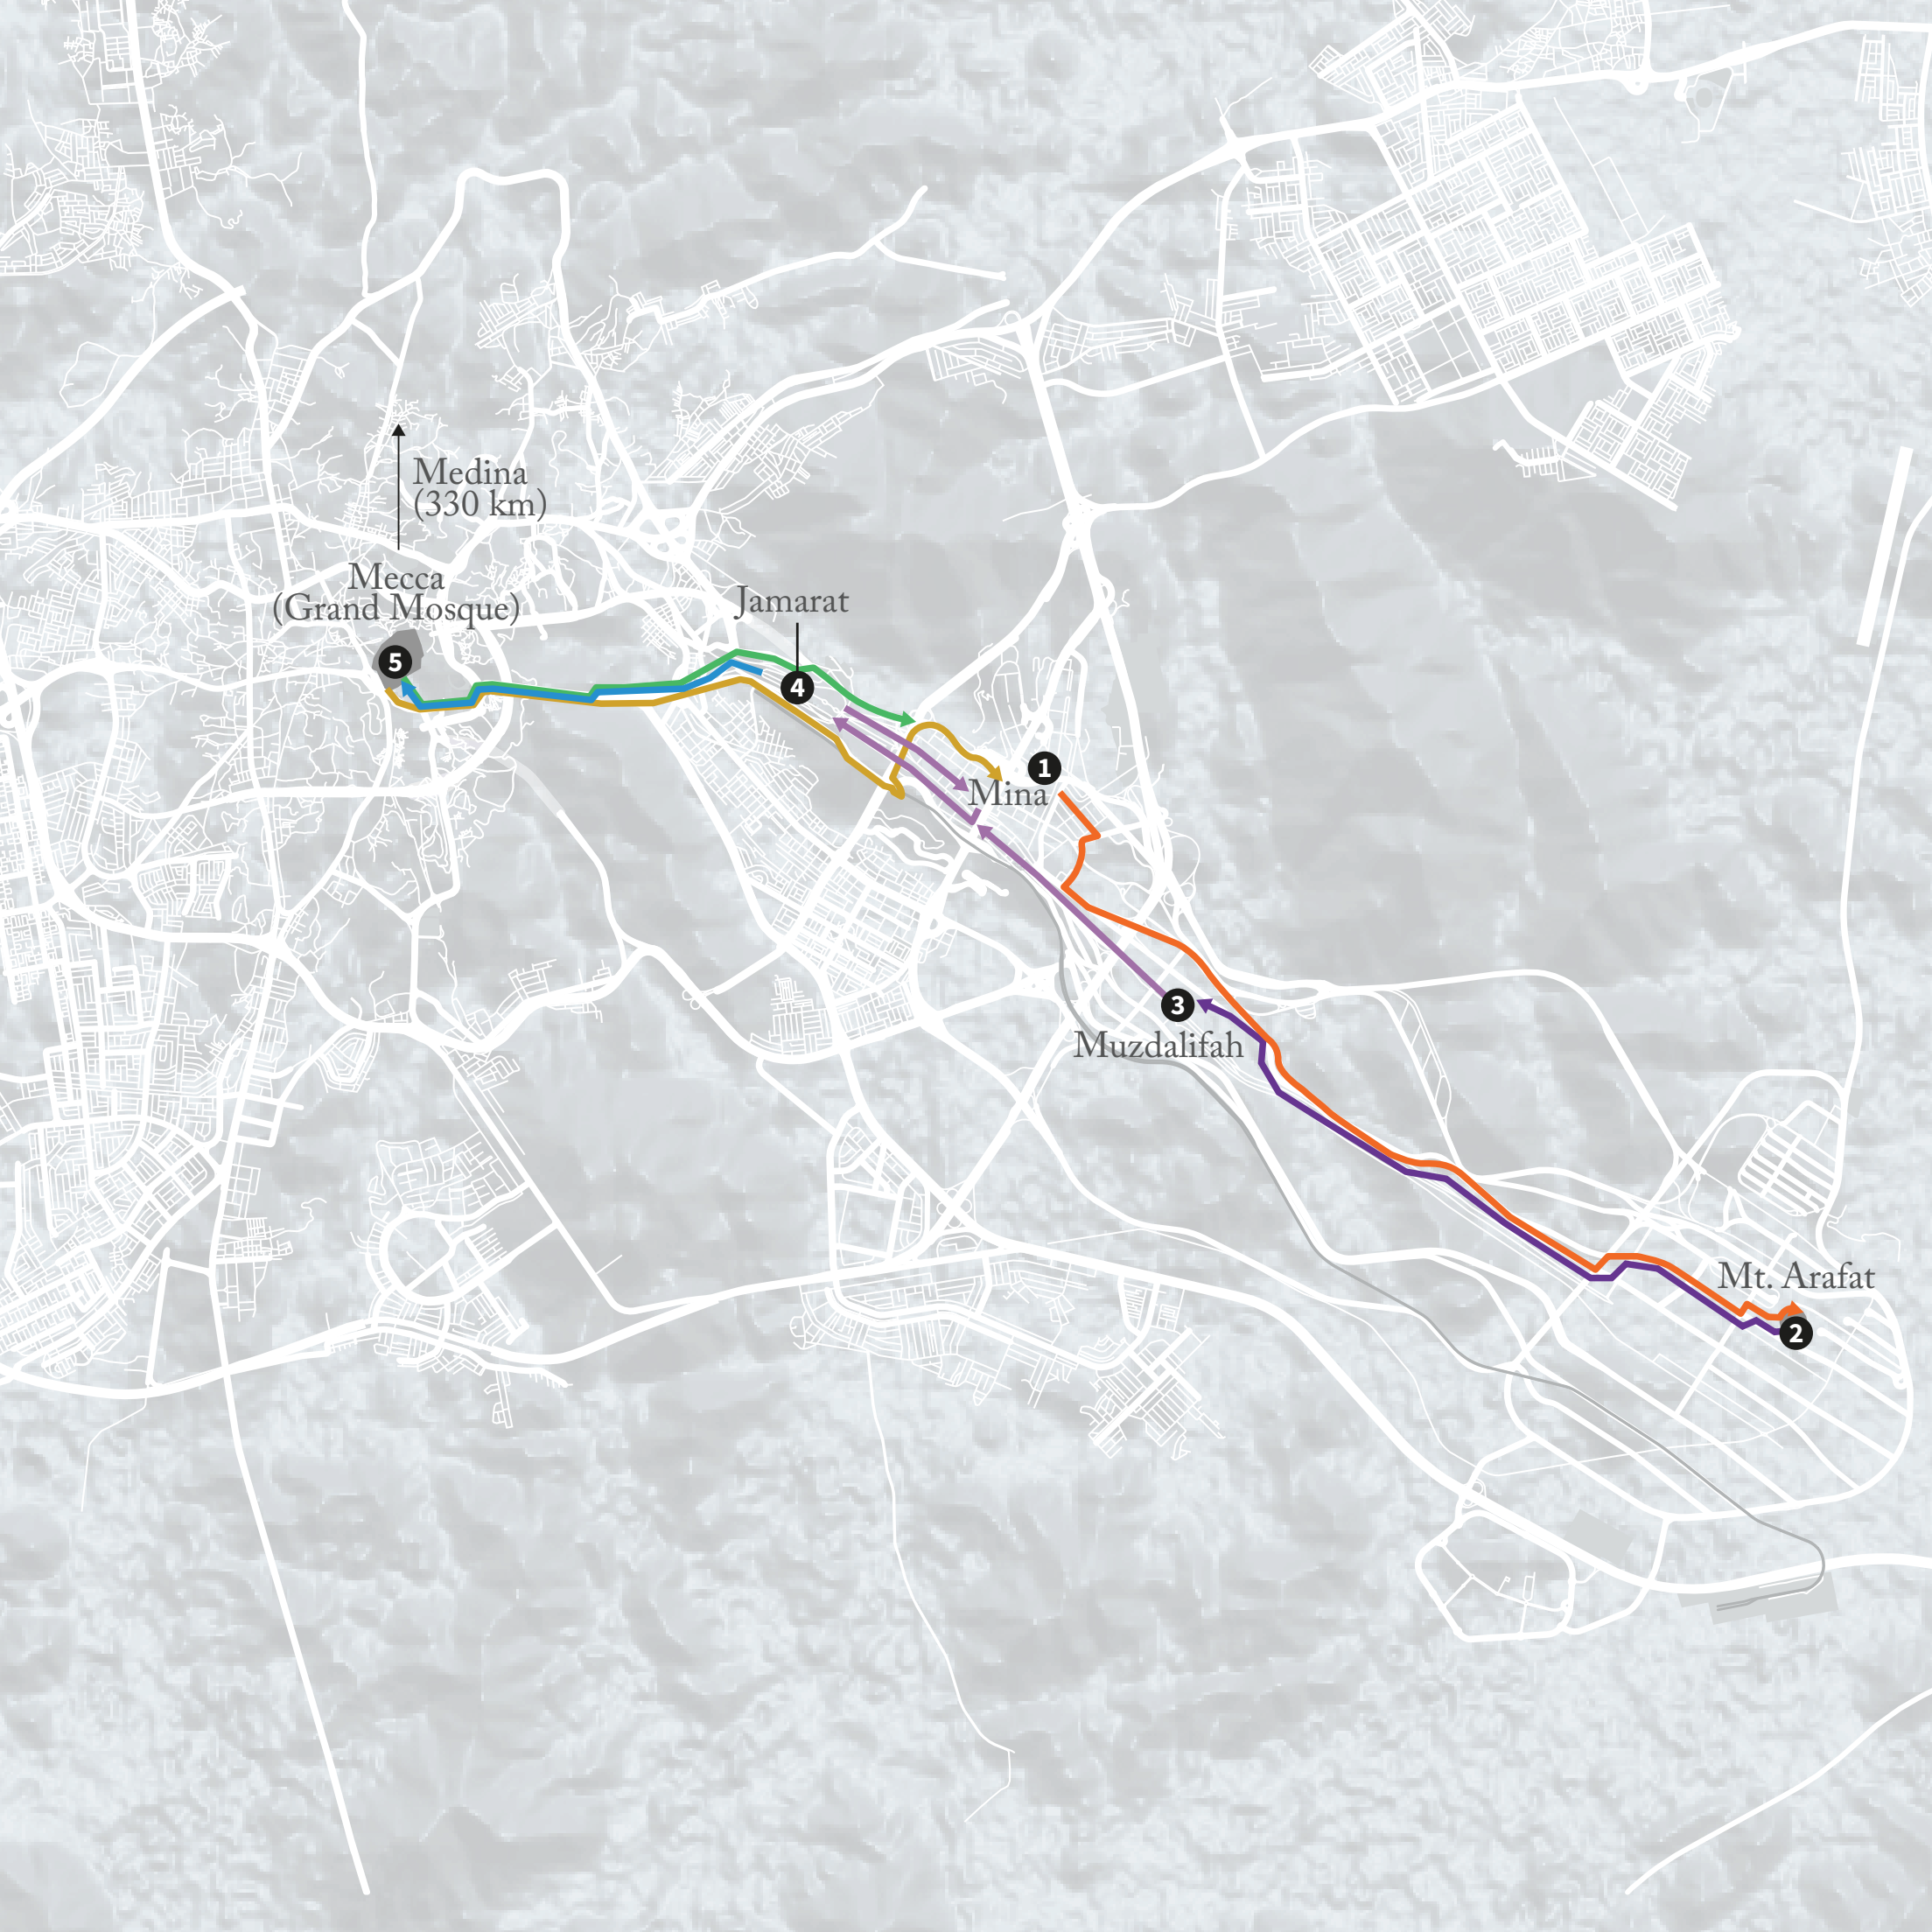 Medina
(330 km)
Mecca
(Grand Mosque)
Jamarat
5
4
1
Mina
3
Muzdalifah
Mt. Arafat
2